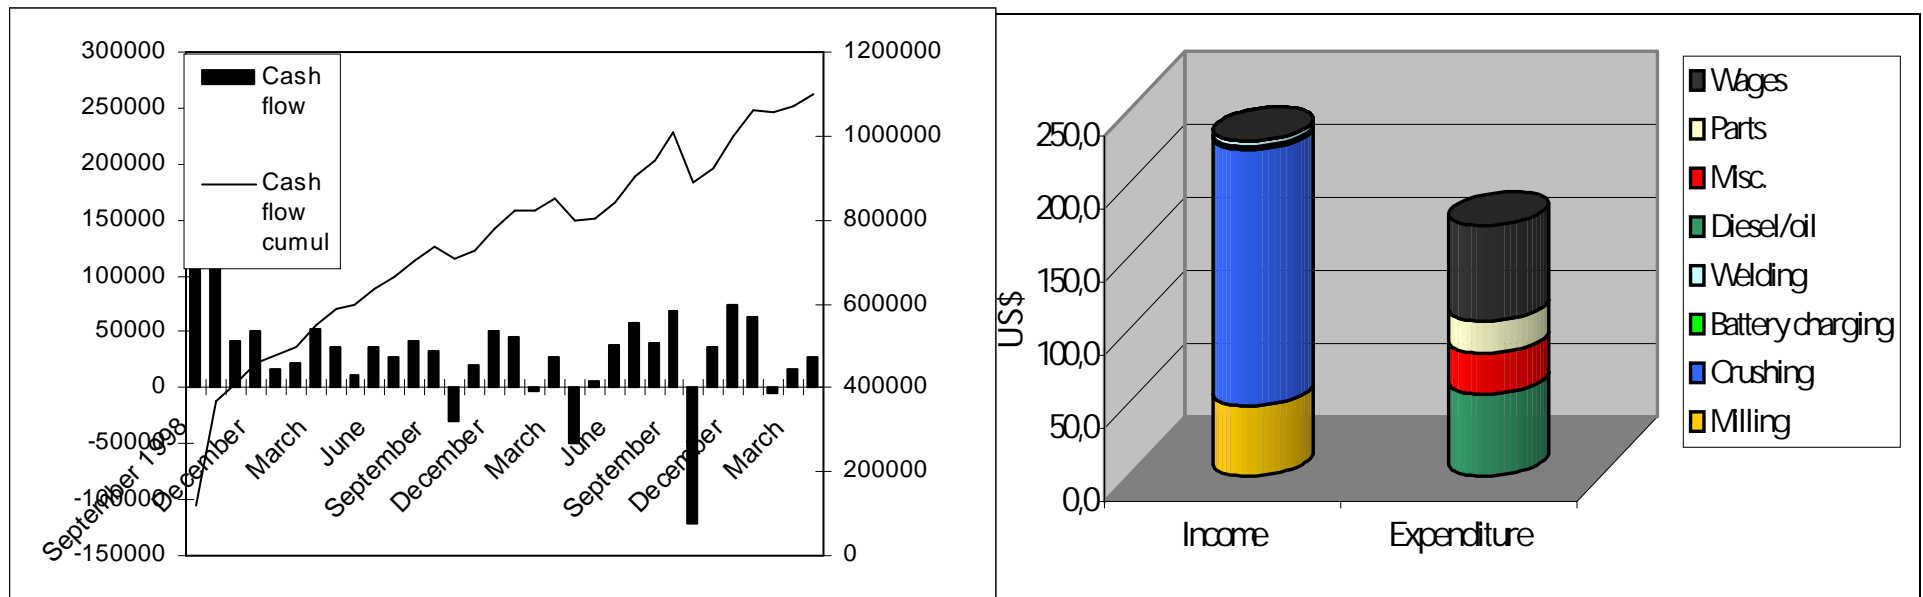 300000
250000
200000
150000
100000
50000
0
-50000
-100000
-150000
1200000
1000000
800000
600000
400000
200000
0
Cash
flow
Cash
flow
cumul
September 1998
December
March
June
September
December
March
June
September
December
March
US$
250,0
200,0
150,0
100,0
50,0
0,0
Income
Expenditure
Wages
Parts
Misc.
Diesel/oil
Welding
Battery charging
Crushing
Milling